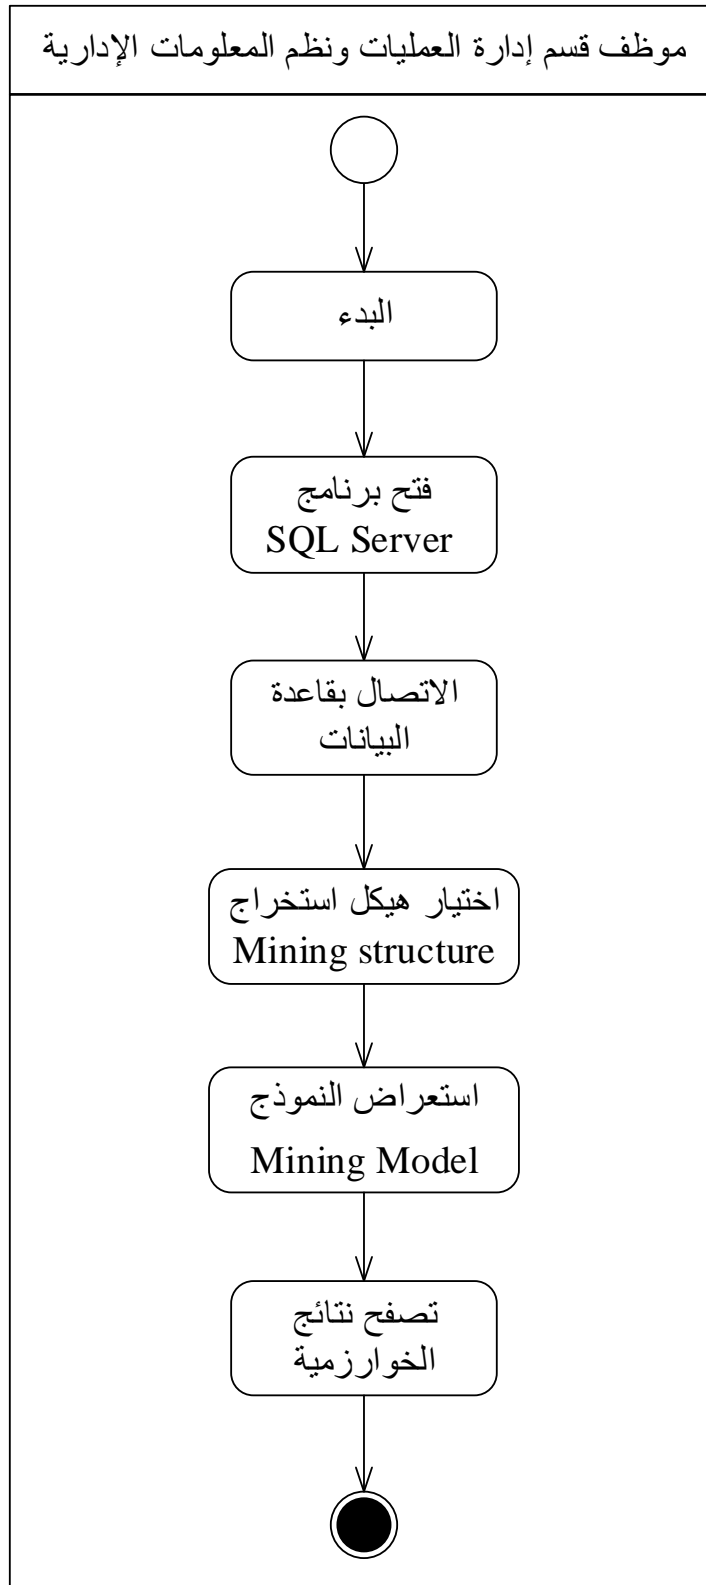 موظف قسم إدارة العمليات ونظم المعلومات الإدارية
البدء
فتح برنامج
SQL Server
الاتصال بقاعدة
البيانات
اختيار هيكل استخراج
Mining structure
استعراض النموذج
Mining Model
تصفح نتائج
الخوارزمية